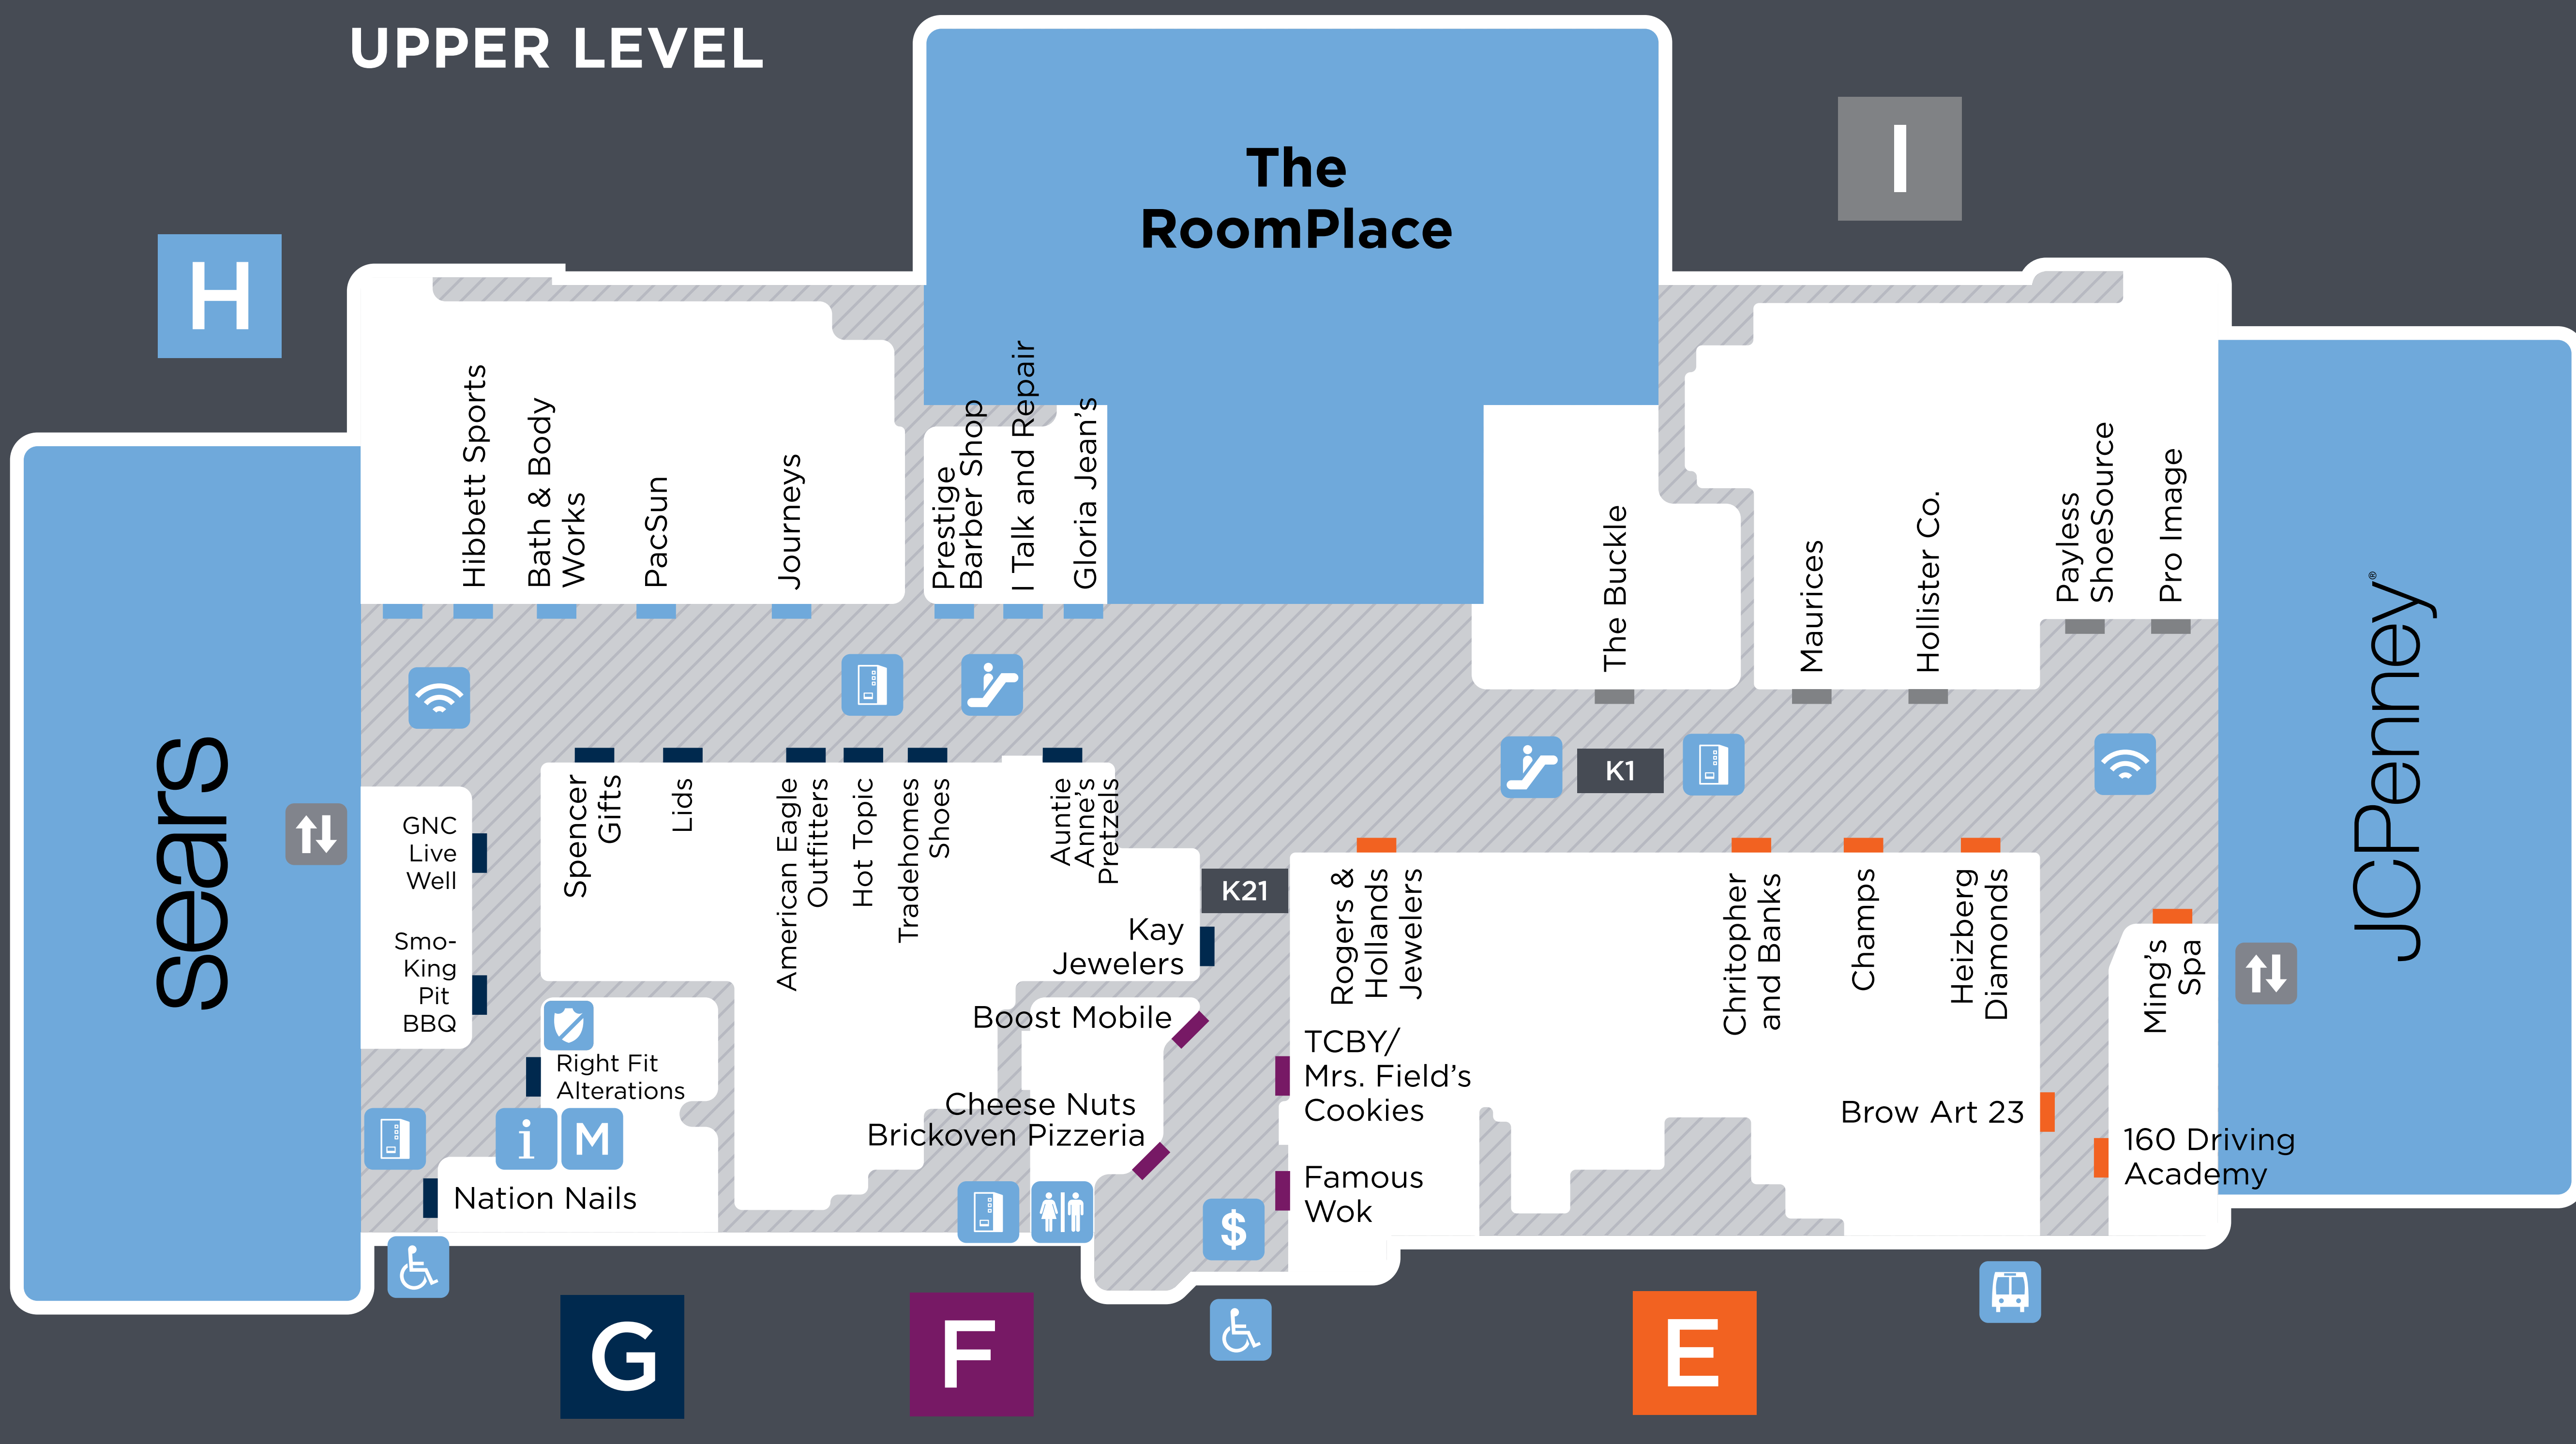 UPPER LEVEL
The
RoomPlace
I
H
Hibbett Sports
Bath & Body
Works
PacSun
Journeys
Prestige
Barber Shop
I Talk and Repair
Gloria Jean's
The Buckle
Maurices
Hollister Co.
Payless
ShoeSource
Pro Image
sears
JCPenney®
K1
Spencer
Gifts
Lids
American Eagle
Outfitters
Hot Topic
Tradehomes
Shoes
Auntie
Anne's
Pretzels
GNC
Live
Well
Smo-
King
Pit
BBQ
K21
Kay
Jewelers
Rogers &
Hollands
Jewelers
Chritopher
and Banks
Champs
Heizberg
Diamonds
Ming's
Spa
Boost Mobile
TCBY/
Mrs. Field's
Cookies
Right Fit
Alterations
Cheese Nuts
Brickoven Pizzeria
Brow Art 23
160 Driving
Academy
i
M
Nation Nails
Famous
Wok
$
G
F
E